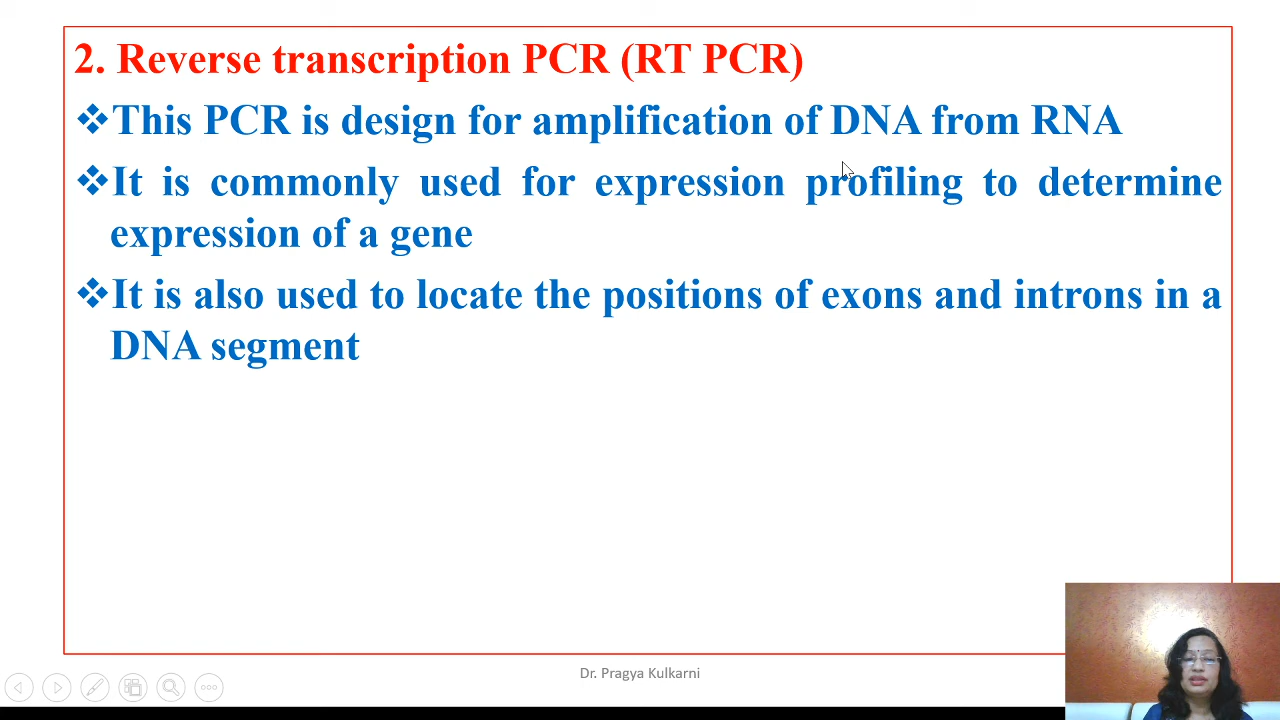 2. Reverse transcription PCR (RT PCR)
❖This PCR is design for amplification of DNA from RNA
❖It is commonly used for expression profiling to determine
expression of a gene
❖It is also used to locate the positions of exons and introns in a
DNA segment
Dr. Pragya Kulkarni